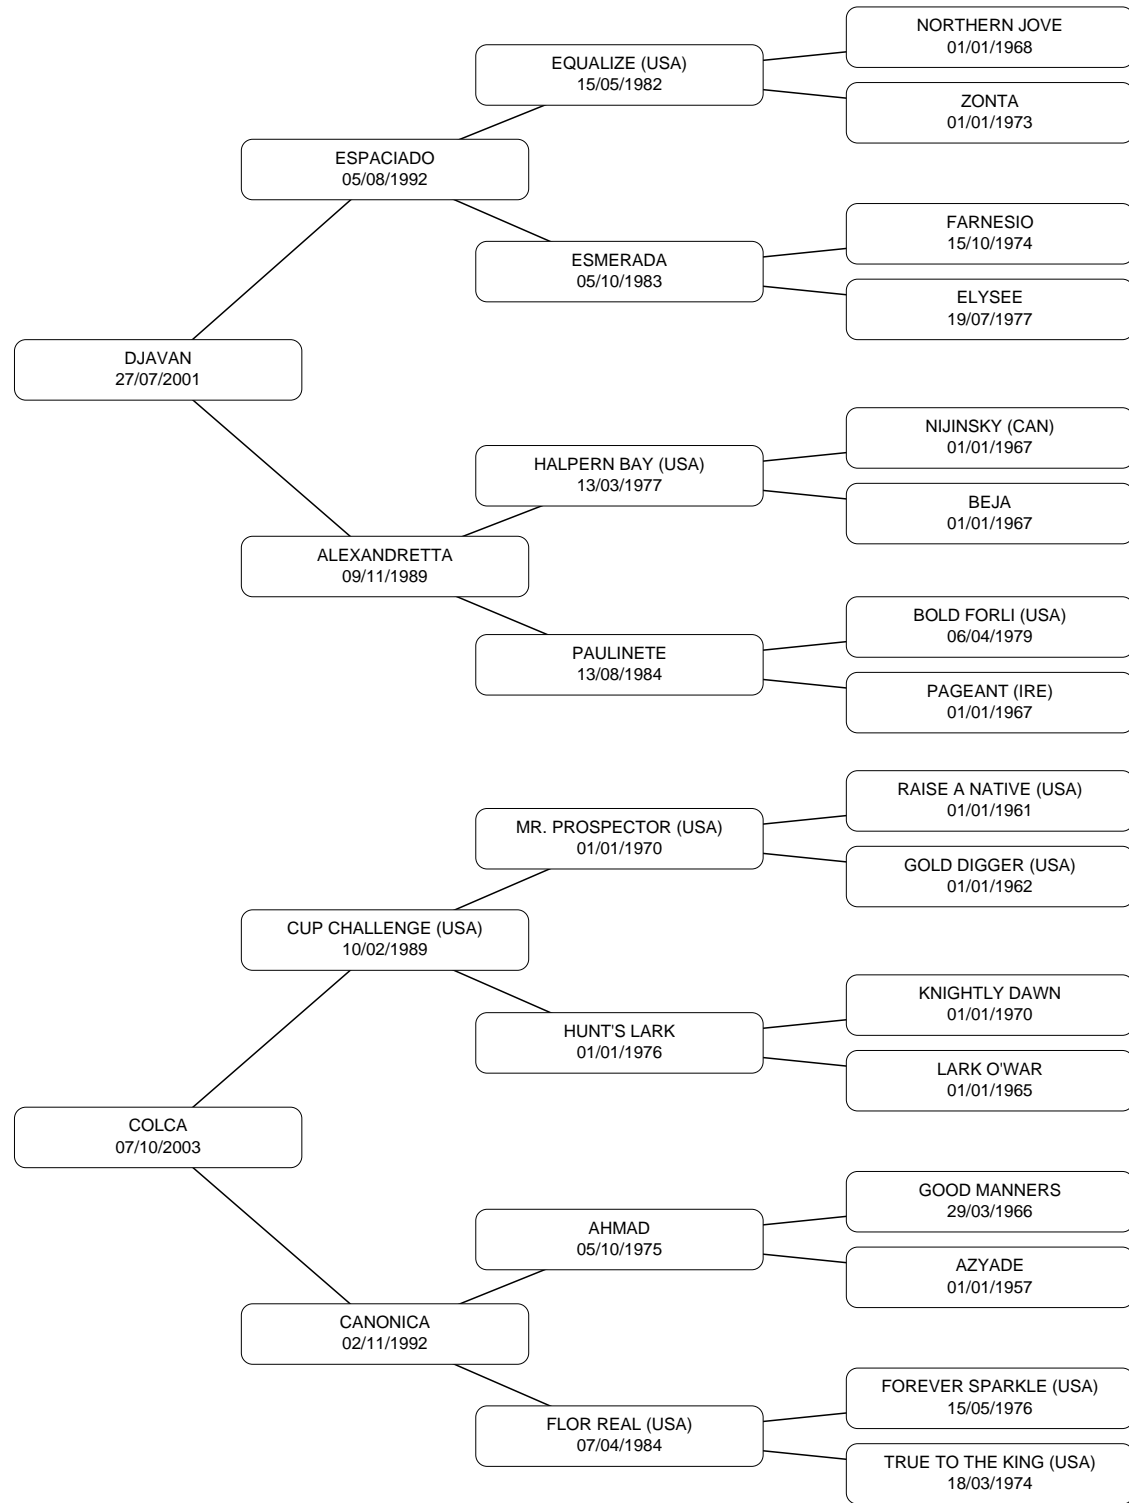 NORTHERN JOVE
01/01/1968
EQUALIZE (USA)
15/05/1982
ZONTA
01/01/1973
ESPACIADO
05/08/1992
FARNESIO
15/10/1974
ESMERADA
05/10/1983
ELYSEE
19/07/1977
DJAVAN
27/07/2001
NIJINSKY (CAN)
01/01/1967
HALPERN BAY (USA)
13/03/1977
BEJA
01/01/1967
ALEXANDRETTA
09/11/1989
BOLD FORLI (USA)
06/04/1979
PAULINETE
13/08/1984
PAGEANT (IRE)
01/01/1967
RAISE A NATIVE (USA)
01/01/1961
MR. PROSPECTOR (USA)
01/01/1970
GOLD DIGGER (USA)
01/01/1962
CUP CHALLENGE (USA)
10/02/1989
KNIGHTLY DAWN
01/01/1970
HUNT'S LARK
01/01/1976
LARK O'WAR
01/01/1965
COLCA
07/10/2003
GOOD MANNERS
29/03/1966
AHMAD
05/10/1975
AZYADE
01/01/1957
CANONICA
02/11/1992
FOREVER SPARKLE (USA)
15/05/1976
FLOR REAL (USA)
07/04/1984
TRUE TO THE KING (USA)
18/03/1974